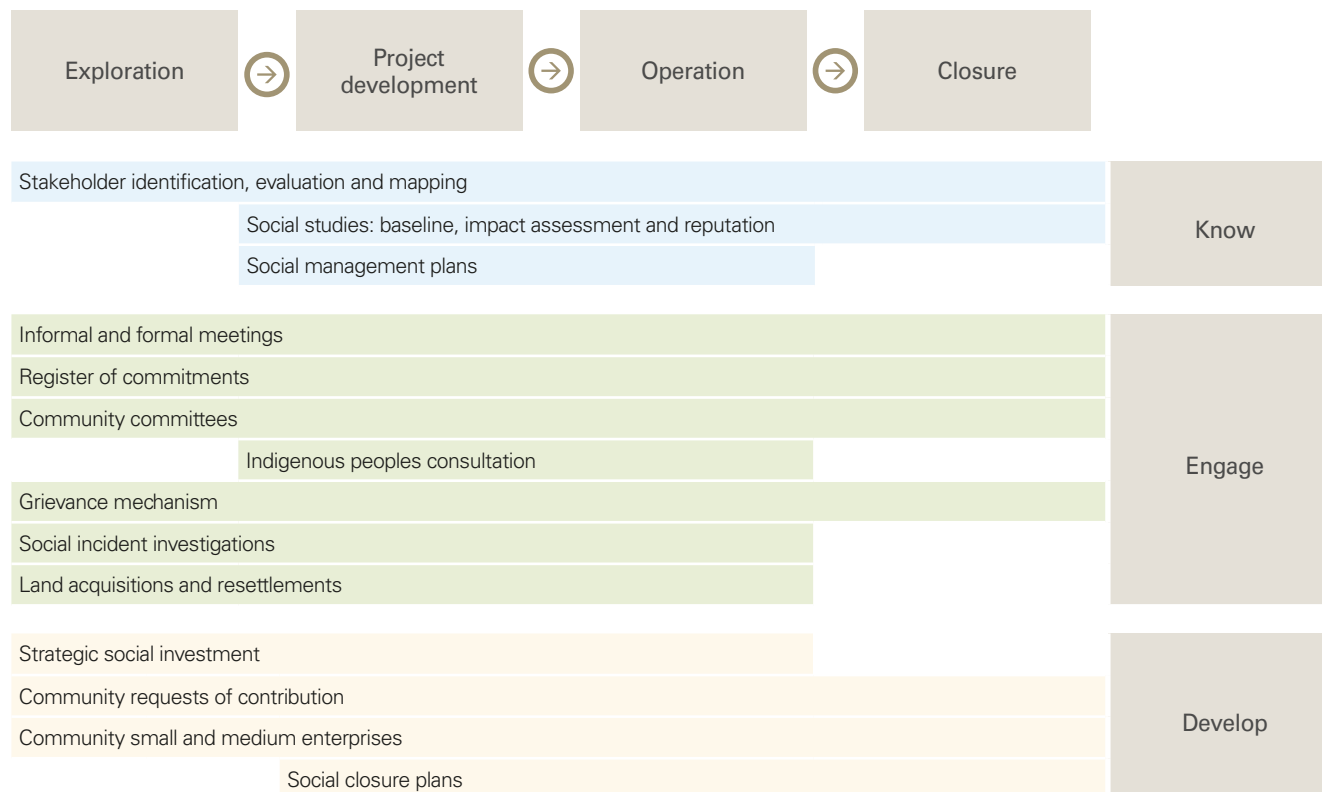 Exploration
Project
development
Operation
Closure
Stakeholder identification, evaluation and mapping
Social studies: baseline, impact assessment and reputation
Social management plans
Know
Informal and formal meetings
Register of commitments
Community committees
Indigenous peoples consultation
Grievance mechanism
Social incident investigations
Land acquisitions and resettlements
Engage
Strategic social investment
Community requests of contribution
Community small and medium enterprises
Social closure plans
Develop